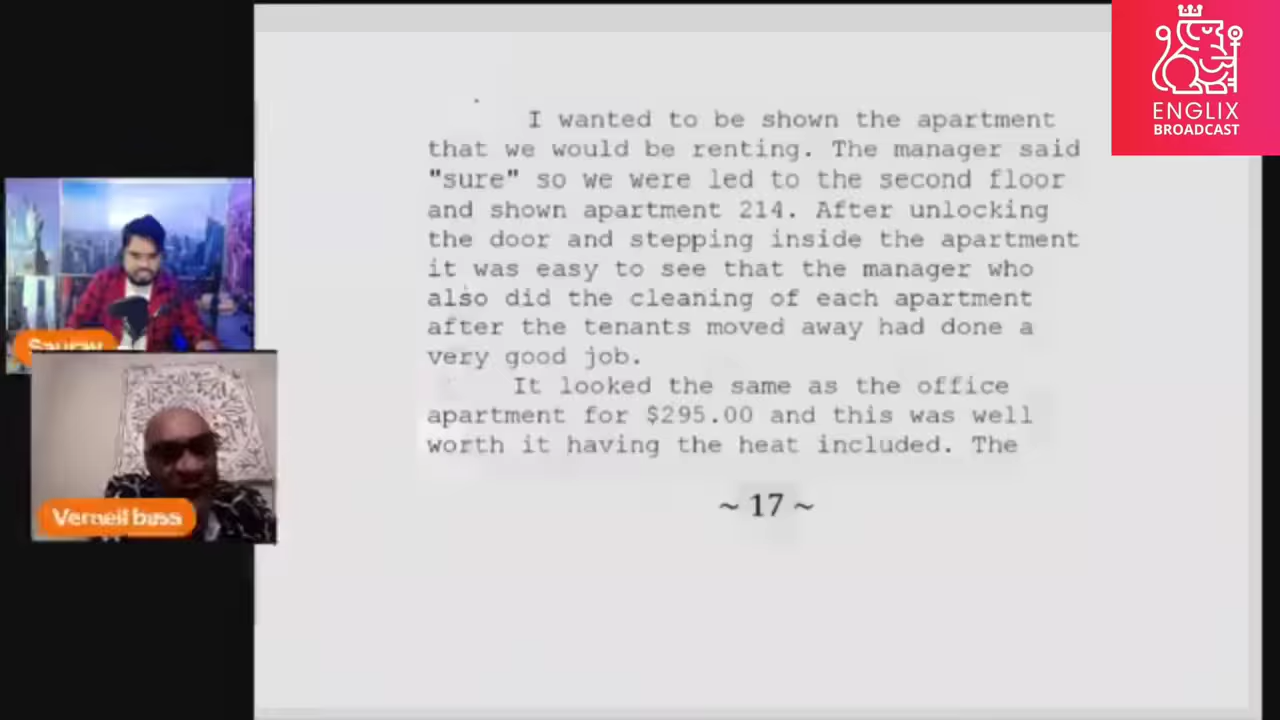 I wanted to be shown the apartment
that we would be renting. The manager said
"sure" so we were led to the second floor
and shown apartment 214. After unlocking
the door and stepping inside the apartment
it was easy to see that the manager who
also did the cleaning of each apartment
after the tenants moved away had done a
very good job.
It looked the same as the office
apartment for $295.00 and this was well
worth it having the heat included. The
~ 17 ~
ENGLIX
BROADCAST